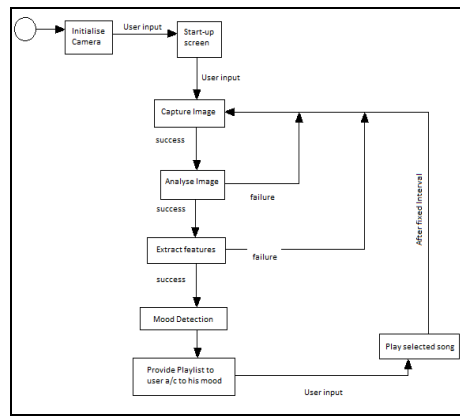 Initialise
Camera
User input
Start-up
screen
User input
Capture Image
success
Analyse Image
failure
success
Extract features
failure
success
Mood Detection
Provide Playlist to
user a/c to his mood
User input
Play selected song
After fixed Interval